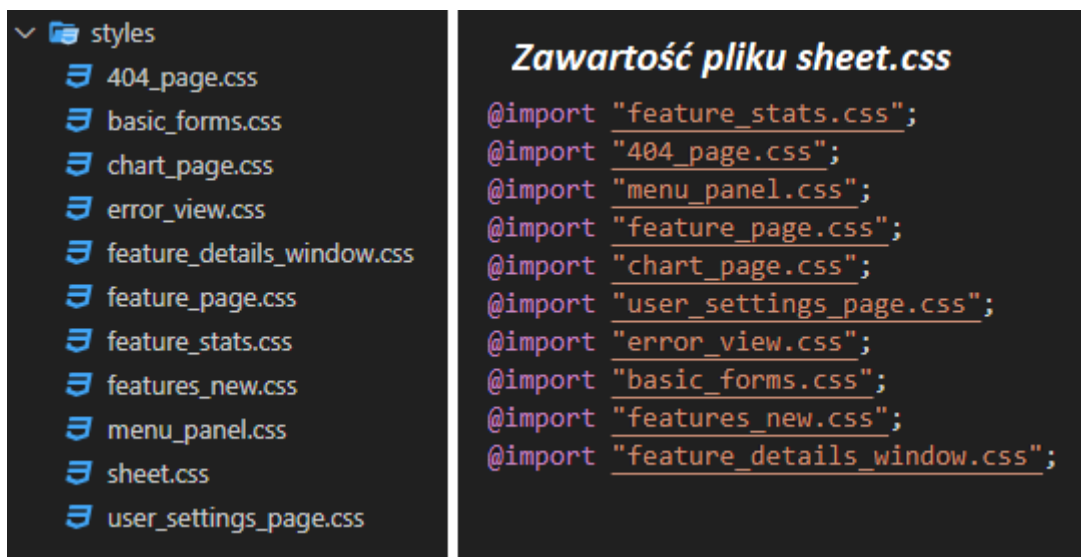 styles
404_page.css
basic_forms.css
chart_page.css
error_view.css
feature_details_window.css
feature_page.css
feature_stats.css
features_new.css
menu_panel.css
sheet.css
user_settings_page.css
Zawartość pliku sheet.css
@import "feature_stats.css";
@import "404_page.css";
@import "menu_panel.css";
@import "feature_page.css";
@import "chart_page.css";
@import "user_settings_page.css";
@import "error_view.css";
@import "basic_forms.css";
@import "features_new.css";
@import "feature_details_window.css";